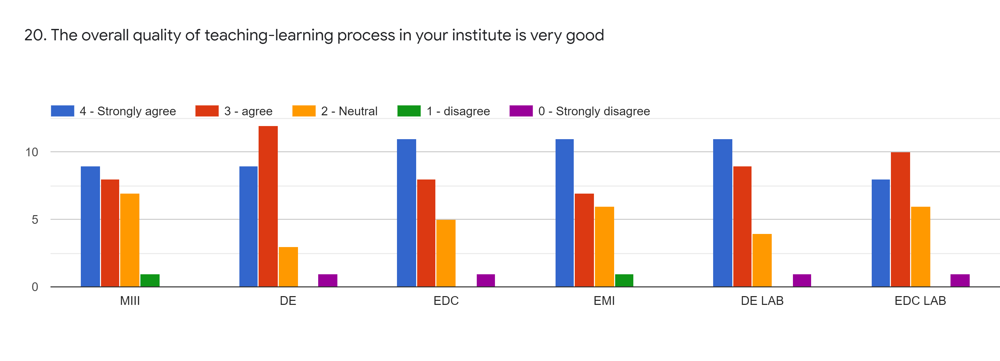 20. The overall quality of teaching-learning process in your institute is very good
4 - Strongly agree 3 - agree 2 - Neutral 1 - disagree 0 - Strongly disagree
10
5
0
MIII DE EDC EMI DE LAB EDC LAB